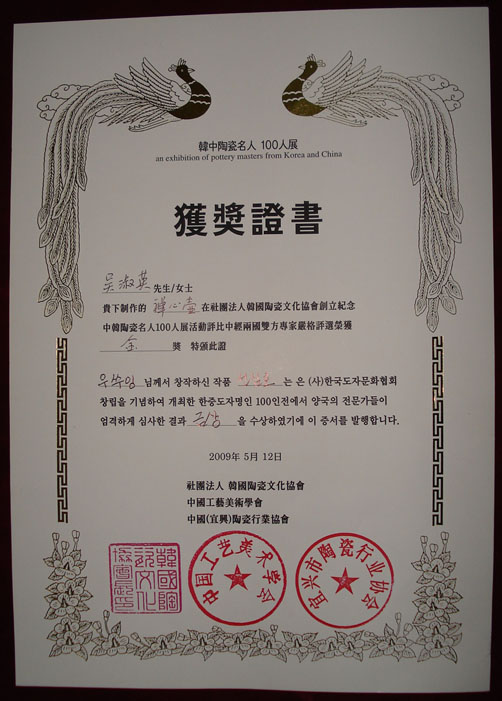 韓中陶瓷名人 100人展
an exhibition of pottery masters from Korea and China
獲獎證書
吴淑英 先生/女士
貴下制作的 禅心壶 在社團法人韓國陶瓷文化協會創立紀念
中韓陶瓷名人100人展活動評比中經兩國雙方專家嚴格評選榮獲
金 獎 特頒此證
오숙영 님께서 창작하신 작품 는 은 (사)한국도자문화협회
창립을 기념하여 개최한 한중도자명인 100인전에서 양국의 전문가들이
엄격하게 심사한 결과 금상 을 수상하였기에 이 증서를 발행합니다.
2009년 5月 12日
社團法人 韓國陶瓷文化協會
中國工艺美術學會
中國(宜興)陶瓷行業協會
韓國陶瓷文化協會
中国工艺美术学会
宜兴市陶瓷行业协会